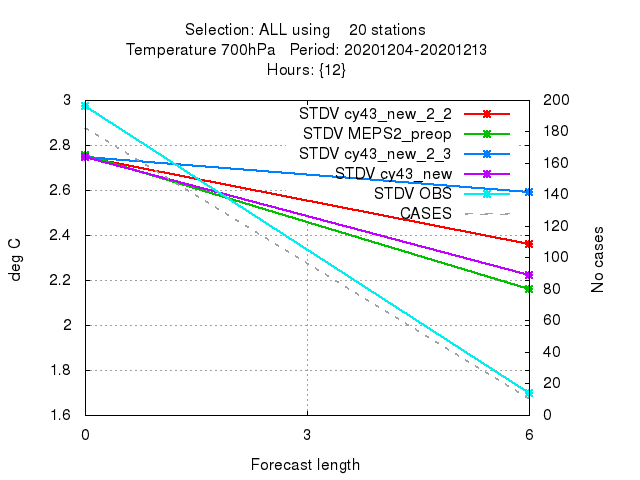 Selection: ALL using 20 stations
Temperature 700hPa Period: 20201204-20201213
Hours: {12}
STDV cy43_new_2_2
STDV MEPS2_preop
STDV cy43_new_2_3
STDV cy43_new
STDV OBS
CASES
3
2.8
2.6
2.4
2.2
2
1.8
1.6
deg C
200
180
160
140
120
100
80
60
40
20
0
No cases
0 3 6
Forecast length